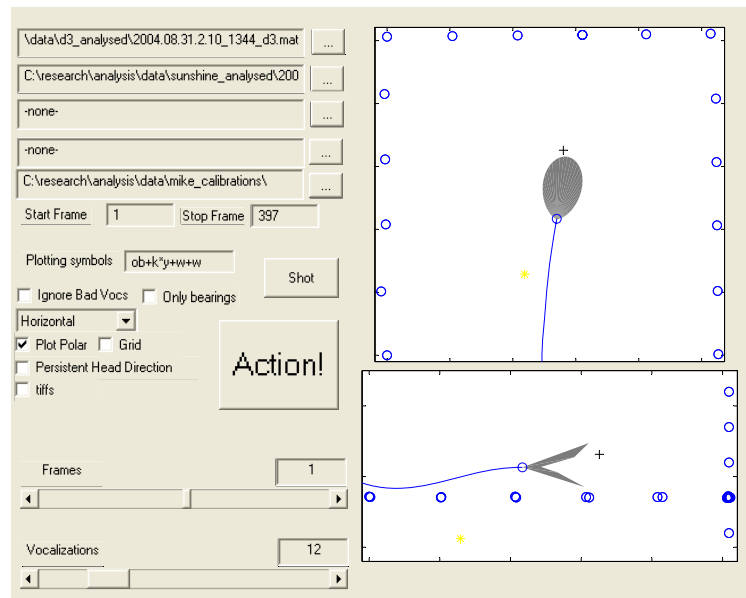 \data\d3_analysed\2004.08.31.2.10_1344_d3.mat ...
C:\research\analysis\data\sunshine_analysed\200 ...
-none- ...
-none- ...
C:\research\analysis\data\mike_calibrations\ ...
Start Frame 1 Stop Frame 397
Plotting symbols ob+k*y+w+w
Shot
Ignore Bad Vocs Only bearings
Horizontal
Plot Polar Grid
Action!
Persistent Head Direction
tiffs
Frames 1
Vocalizations 12